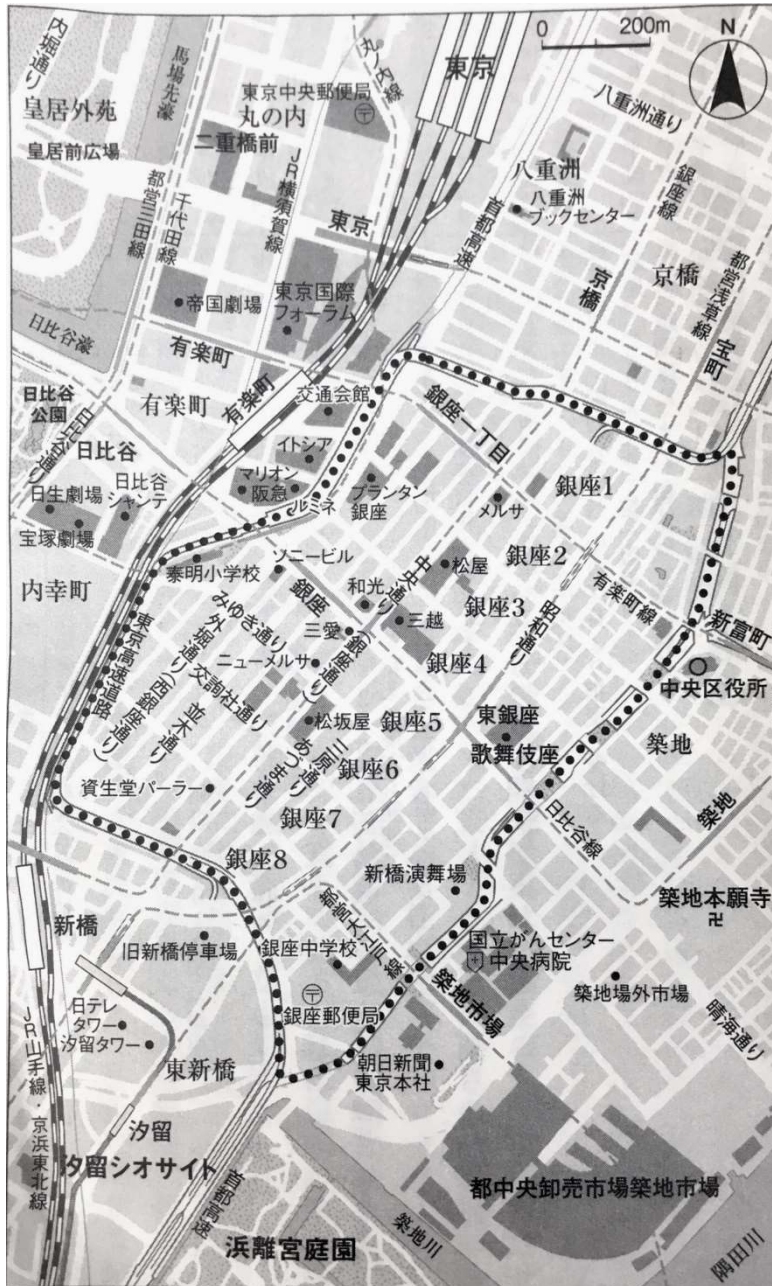 0 200m
N
内堀通り
馬場先濠
皇居外苑
皇居前広場
東京中央郵便局
丸の内
二重橋前
丸ノ内線
東京
八重洲通り
八重洲
八重洲
ブックセンター
銀座線
都営浅草線
都営三田線
千代田線
JR横須賀線
東京
首都高速
京橋
京橋
宝町
帝国劇場
東京国際
フォーラム
日比谷濠
有楽町
有楽町
有楽町
交通会館
銀座一丁目
日比谷
公園
日比谷通り
日比谷
イトシア
マリオン
阪急
ルミネ
プランタン
銀座
メルサ
銀座1
日生劇場
日比谷
シャンテ
宝塚劇場
内幸町
泰明小学校
ソニービル
銀座
和光
中央通り
(銀座通り)
松屋
銀座2
三越
銀座3
昭和通り
有楽町線
新富町
三愛
みゆき通り
ニューメルサ
銀座4
中央区役所
東京高速道路
外堀通り(西銀座通り)
並木通り
交詢社通り
松坂屋
銀座5
東銀座
歌舞伎座
築地
三原通り
あづま通り
銀座6
資生堂パーラー
銀座7
日比谷線
築地
銀座8
新橋演舞場
築地本願寺
卍
新橋
旧新橋停車場
銀座中学校
都営大江戸線
国立がんセンター
中央病院
築地市場
築地場外市場
日テレ
タワー
汐留タワー
銀座郵便局
晴海通り
東新橋
朝日新聞
東京本社
JR山手線・京浜東北線
汐留
汐留シオサイト
首都高速
都中央卸売市場築地市場
浜離宮庭園
築地川
隅田川